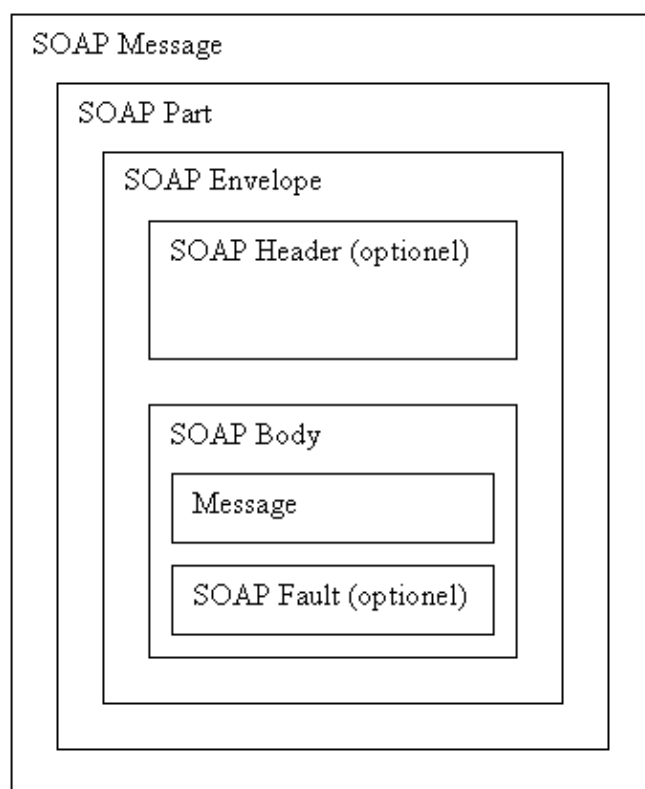 SOAP Message
SOAP Part
SOAP Envelope
SOAP Header (optionel)
SOAP Body
Message
SOAP Fault (optionel)